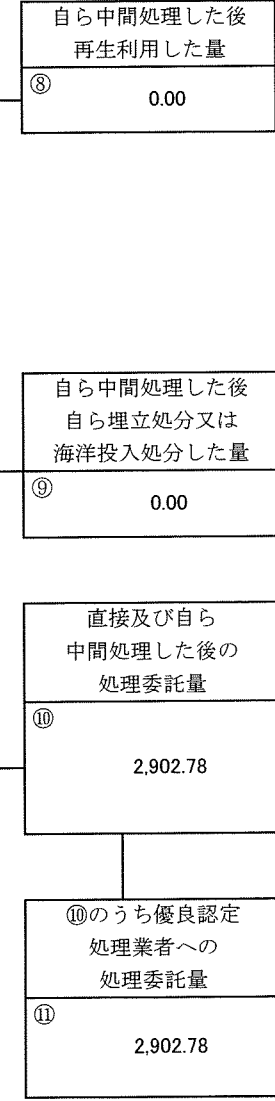 自ら中間処理した後
再生利用した量
⑧
0.00
自ら中間処理した後
自ら埋立処分又は
海洋投入処分した量
⑨
0.00
直接及び自ら
中間処理した後の
処理委託量
⑩
2,902.78
⑩のうち優良認定
処理業者への
処理委託量
⑪
2,902.78